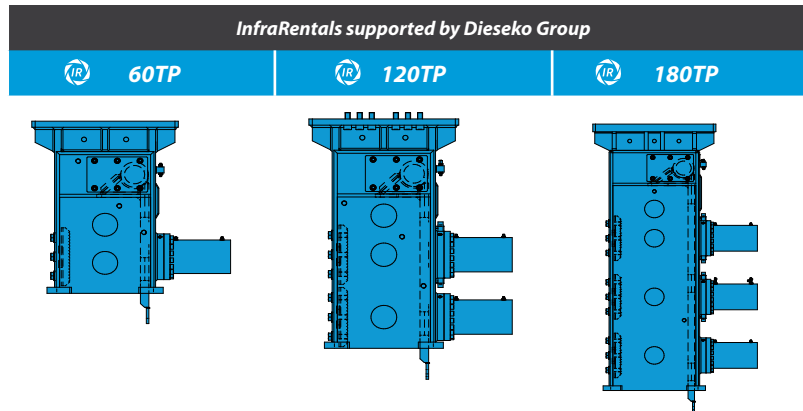 InfraRentals supported by Dieseko Group
IR 60TP IR 120TP IR 180TP